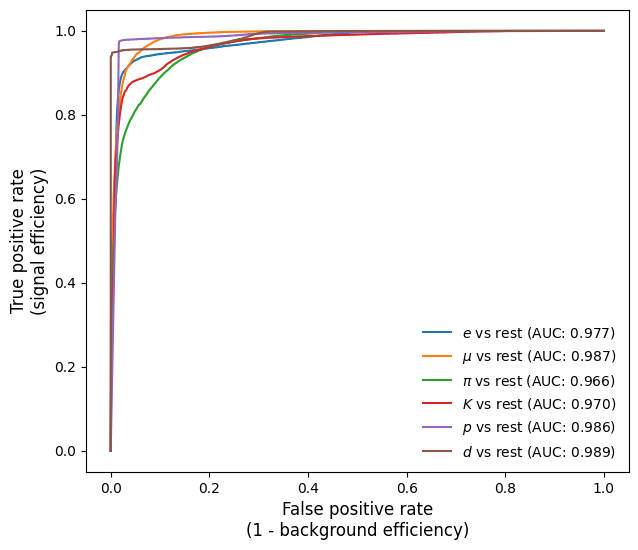 True positive rate
(signal efficiency)
1.0
0.8
0.6
0.4
0.2
0.0
0.0 0.2 0.4 0.6 0.8 1.0
False positive rate
(1 - background efficiency)
e vs rest (AUC: 0.977)
μ vs rest (AUC: 0.987)
π vs rest (AUC: 0.966)
K vs rest (AUC: 0.970)
p vs rest (AUC: 0.986)
d vs rest (AUC: 0.989)